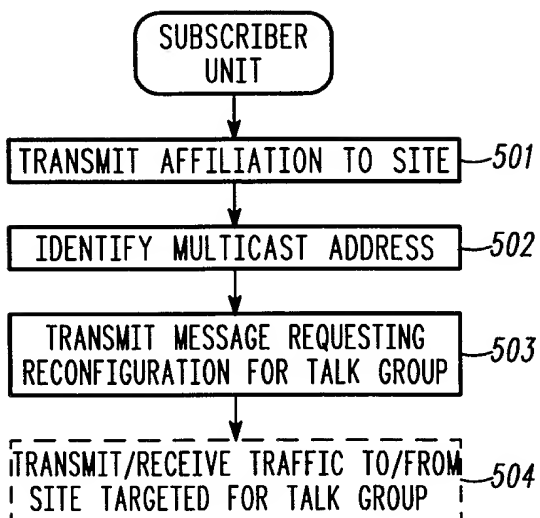 SUBSCRIBER
UNIT
TRANSMIT AFFILIATION TO SITE
501
IDENTIFY MULTICAST ADDRESS
502
TRANSMIT MESSAGE REQUESTING
RECONFIGURATION FOR TALK GROUP
503
TRANSMIT/RECEIVE TRAFFIC TO/FROM
SITE TARGETED FOR TALK GROUP
504